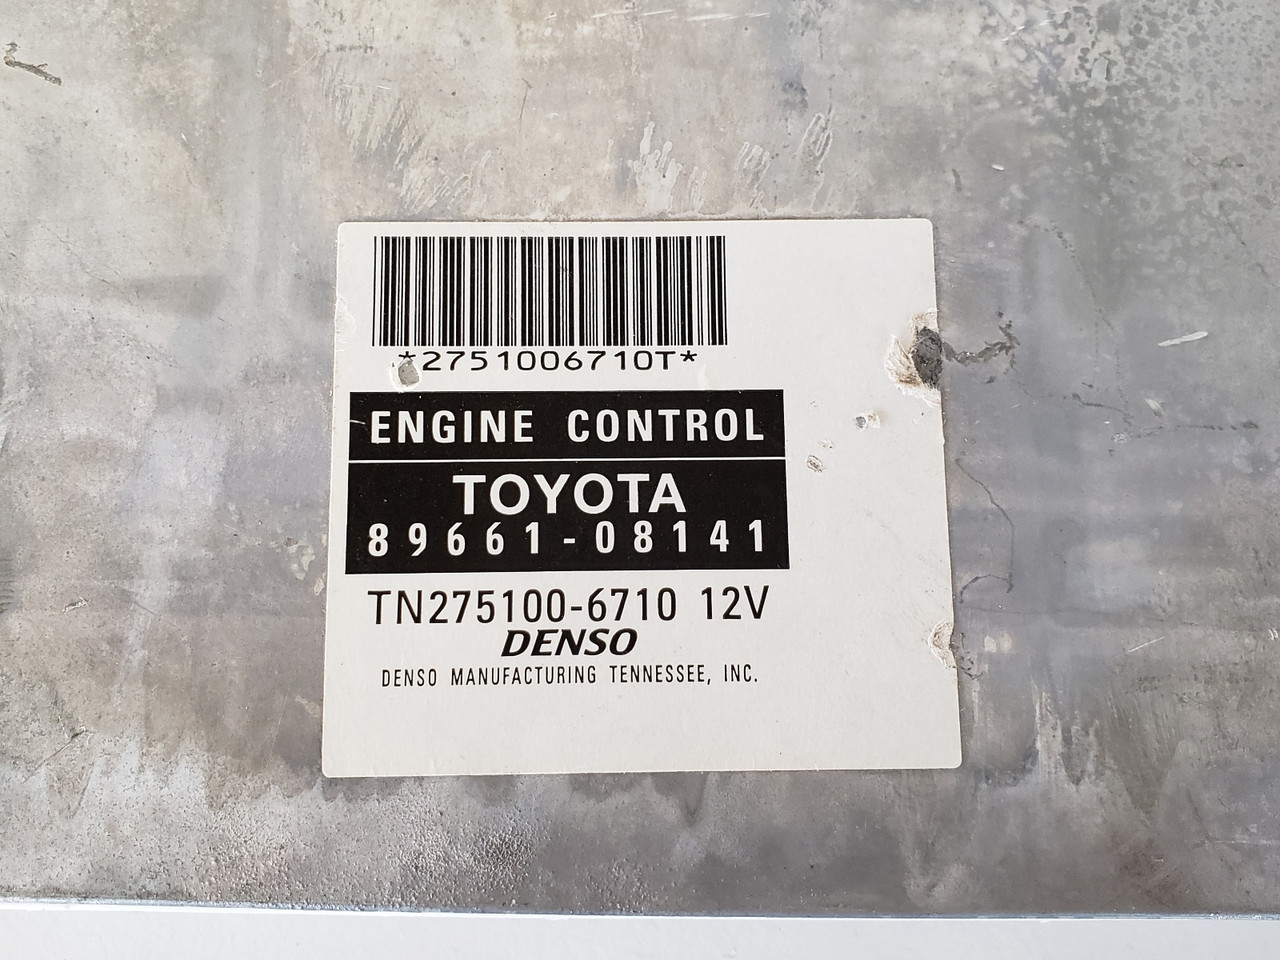 *2751006710T*
ENGINE CONTROL
TOYOTA
89661-08141
TN275100-6710 12V
DENSO
DENSO MANUFACTURING TENNESSEE, INC.